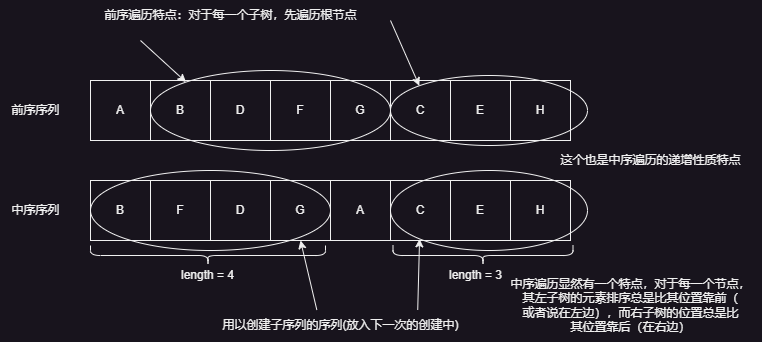 前序遍历特点：对于每一个子树，先遍历根节点
前序序列
A B D F G C E H
这个也是中序遍历的递增性质特点
中序序列
B F D G A C E H
length = 4
length = 3
用以创建子序列的序列(放入下一次的创建中)
中序遍历显然有一个特点，对于每一个节点，
其左子树的元素排序总是比其位置靠前（
或者说在左边），而右子树的位置总是比
其位置靠后（在右边）